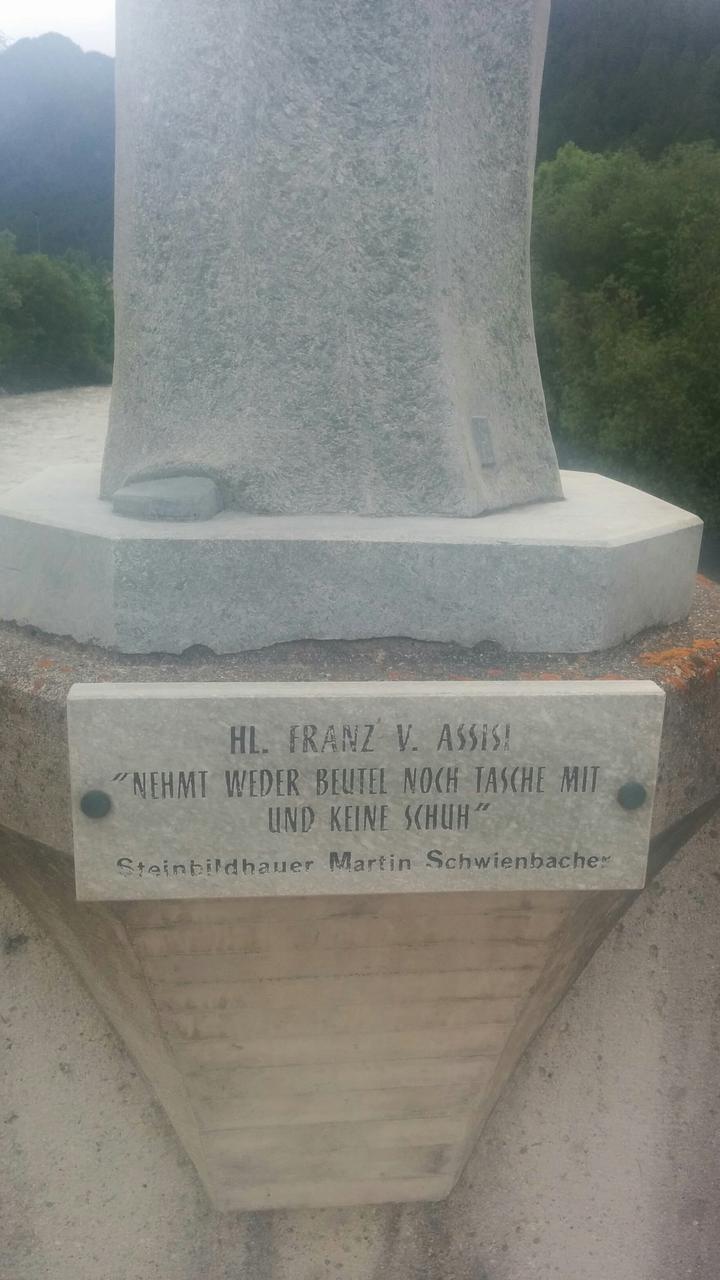 HL. FRANZ V. ASSISI
"NEHMT WEDER BEUTEL NOCH TASCHE MIT
UND KEINE SCHUH"
Steinbildhauer Martin Schwienbacher